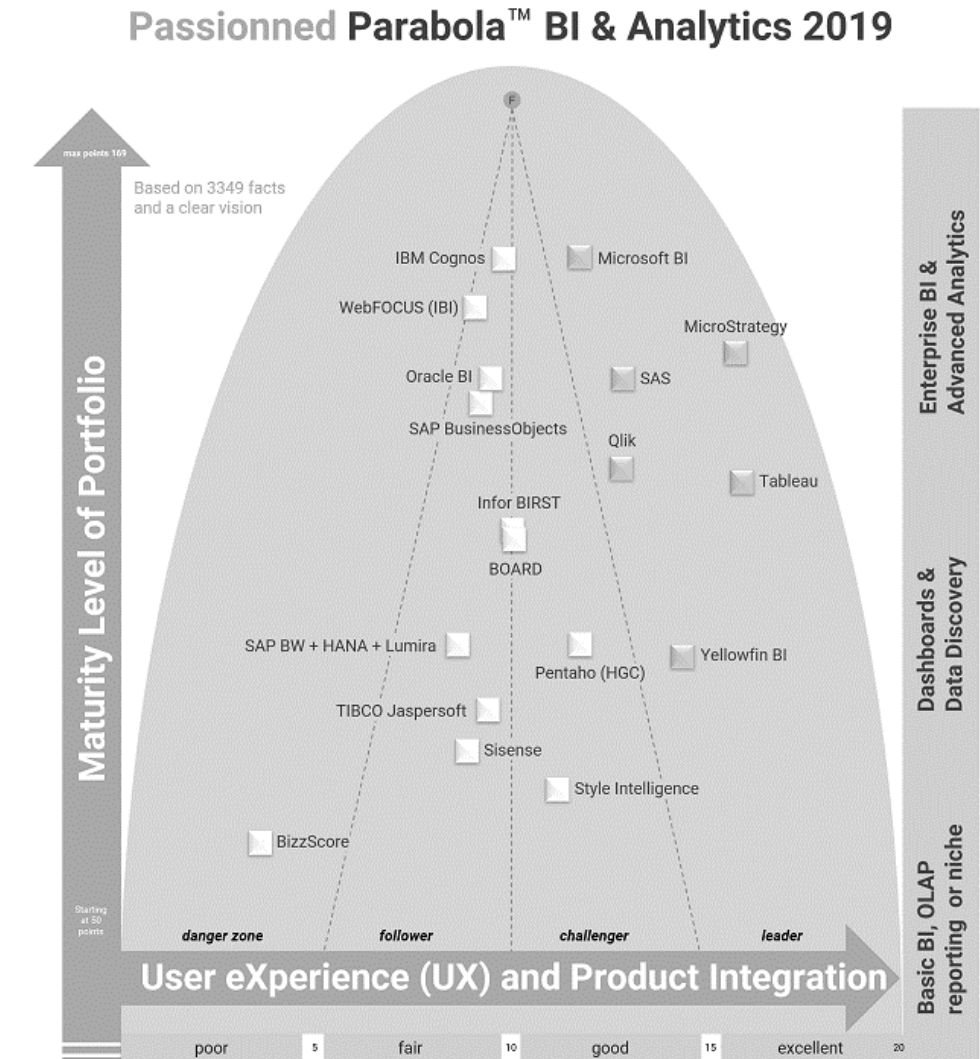 Passionned Parabola™ BI & Analytics 2019
F
max points 169
Based on 3349 facts
and a clear vision
IBM Cognos
Microsoft BI
WebFOCUS (IBI)
MicroStrategy
Oracle BI
SAS
SAP BusinessObjects
Qlik
Tableau
Infor BIRST
BOARD
SAP BW + HANA + Lumira
Pentaho (HGC)
Yellowfin BI
TIBCO Jaspersoft
Sisense
Style Intelligence
BizzScore
Maturity Level of Portfolio
Starting
at 50
points
Enterprise BI &
Advanced Analytics
Dashboards &
Data Discovery
Basic BI, OLAP
reporting or niche
danger zone follower challenger leader
User eXperience (UX) and Product Integration
poor 5 fair 10 good 15 excellent 20